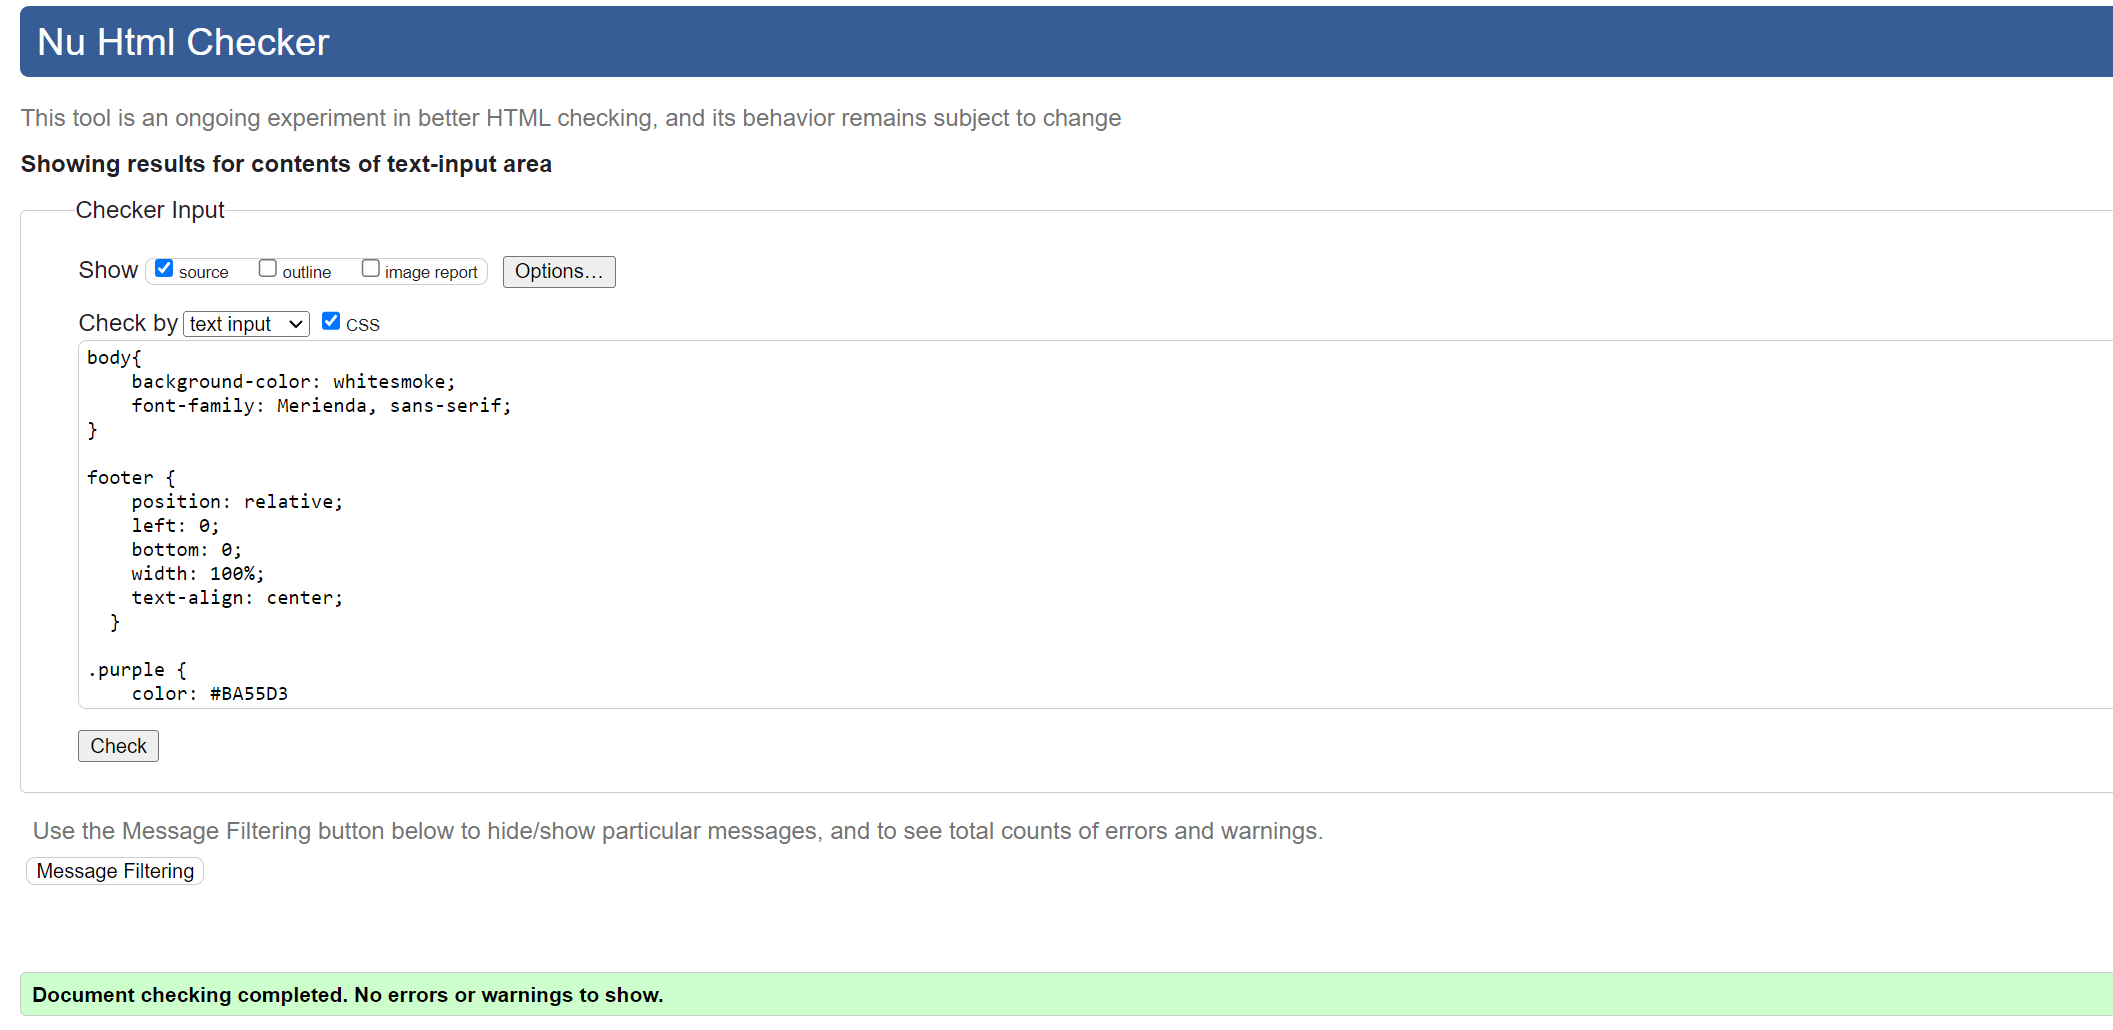 Nu Html Checker
This tool is an ongoing experiment in better HTML checking, and its behavior remains subject to change
Showing results for contents of text-input area
Checker Input
Show source outline image report Options...
Check by text input CSS
body{
    background-color: whitesmoke;
    font-family: Merienda, sans-serif;
}
footer {
    position: relative;
    left: 0;
    bottom: 0;
    width: 100%;
    text-align: center;
  }
.purple {
    color: #BA55D3
Check
Use the Message Filtering button below to hide/show particular messages, and to see total counts of errors and warnings.
Message Filtering
Document checking completed. No errors or warnings to show.